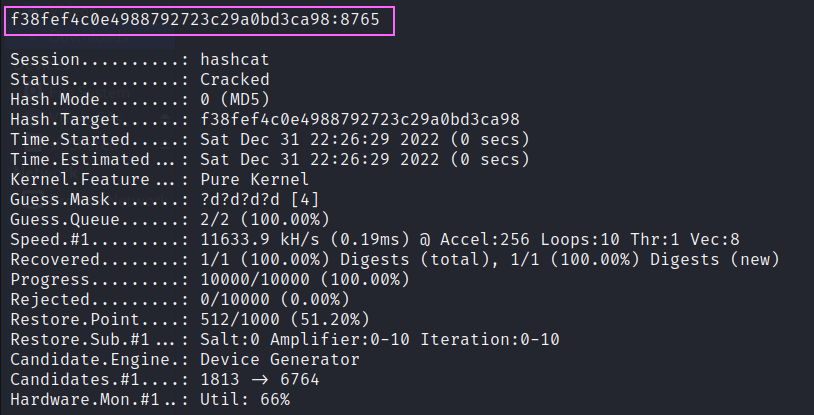 f38fef4c0e4988792723c29a0bd3ca98:8765
Session..........: hashcat
Status...........: Cracked
Hash.Mode........: 0 (MD5)
Hash.Target......: f38fef4c0e4988792723c29a0bd3ca98
Time.Started.....: Sat Dec 31 22:26:29 2022 (0 secs)
Time.Estimated...: Sat Dec 31 22:26:29 2022 (0 secs)
Kernel.Feature...: Pure Kernel
Guess.Mask.......: ?d?d?d?d [4]
Guess.Queue......: 2/2 (100.00%)
Speed.#1.........: 11633.9 kH/s (0.19ms) @ Accel:256 Loops:10 Thr:1 Vec:8
Recovered........: 1/1 (100.00%) Digests (total), 1/1 (100.00%) Digests (new)
Progress.........: 10000/10000 (100.00%)
Rejected.........: 0/10000 (0.00%)
Restore.Point....: 512/1000 (51.20%)
Restore.Sub.#1...: Salt:0 Amplifier:0-10 Iteration:0-10
Candidate.Engine.: Device Generator
Candidates.#1....: 1813 -> 6764
Hardware.Mon.#1..: Util: 66%